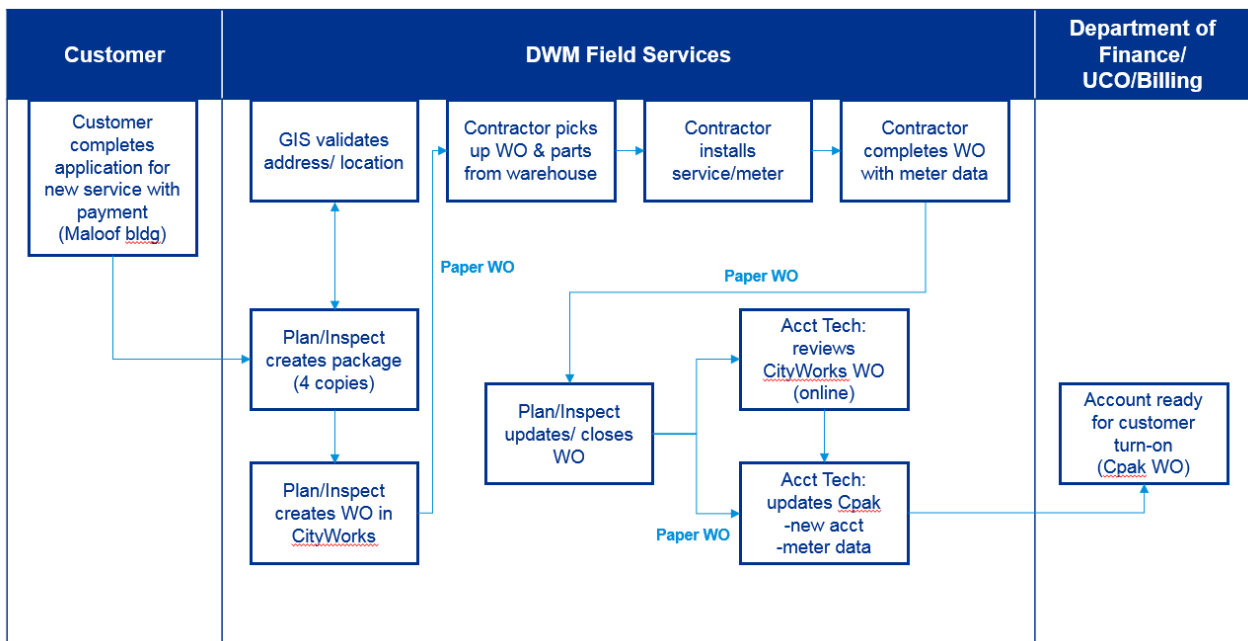 Customer
DWM Field Services
Department of
Finance/
UCO/Billing
Customer
completes
application for
new service with
payment
(Maloof bldg)
GIS validates
address/ location
Contractor picks
up WO & parts
from warehouse
Contractor
installs
service/meter
Contractor
completes WO
with meter data
Paper WO
Paper WO
Plan/Inspect
creates package
(4 copies)
Acct Tech:
reviews
CityWorks WO
(online)
Plan/Inspect
updates/ closes
WO
Account ready
for customer
turn-on
(Cpak WO)
Plan/Inspect
creates WO in
CityWorks
Paper WO
Acct Tech:
updates Cpak
-new acct
-meter data